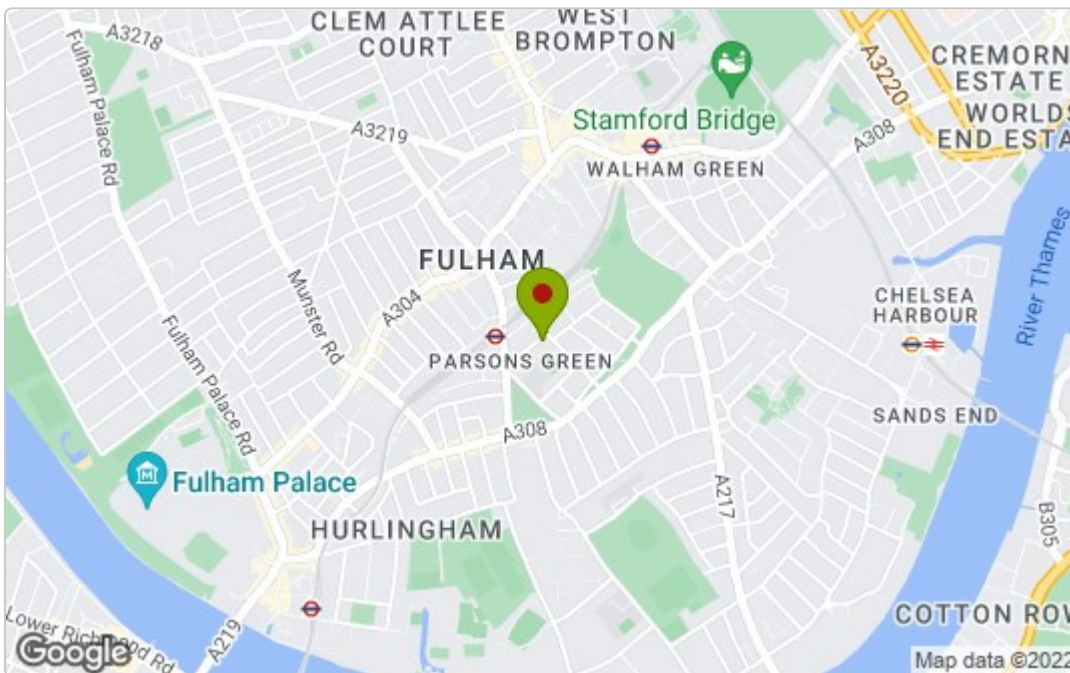 CLEM ATTLEE
COURT
WEST
BROMPTON
A3218
Fulham Palace Rd
A3220
CREMORN
ESTATE
WORLDS
END ESTA
A3219
Stamford Bridge
A308
WALHAM GREEN
FULHAM
A304
Munster Rd
PARSONS GREEN
CHELSEA
HARBOUR
River Thames
Fulham Palace Rd
SANDS END
A308
Fulham Palace
A217
B305
HURLINGHAM
COTTON ROW
Lower Richmond Rd
A219
Google
Map data ©2022